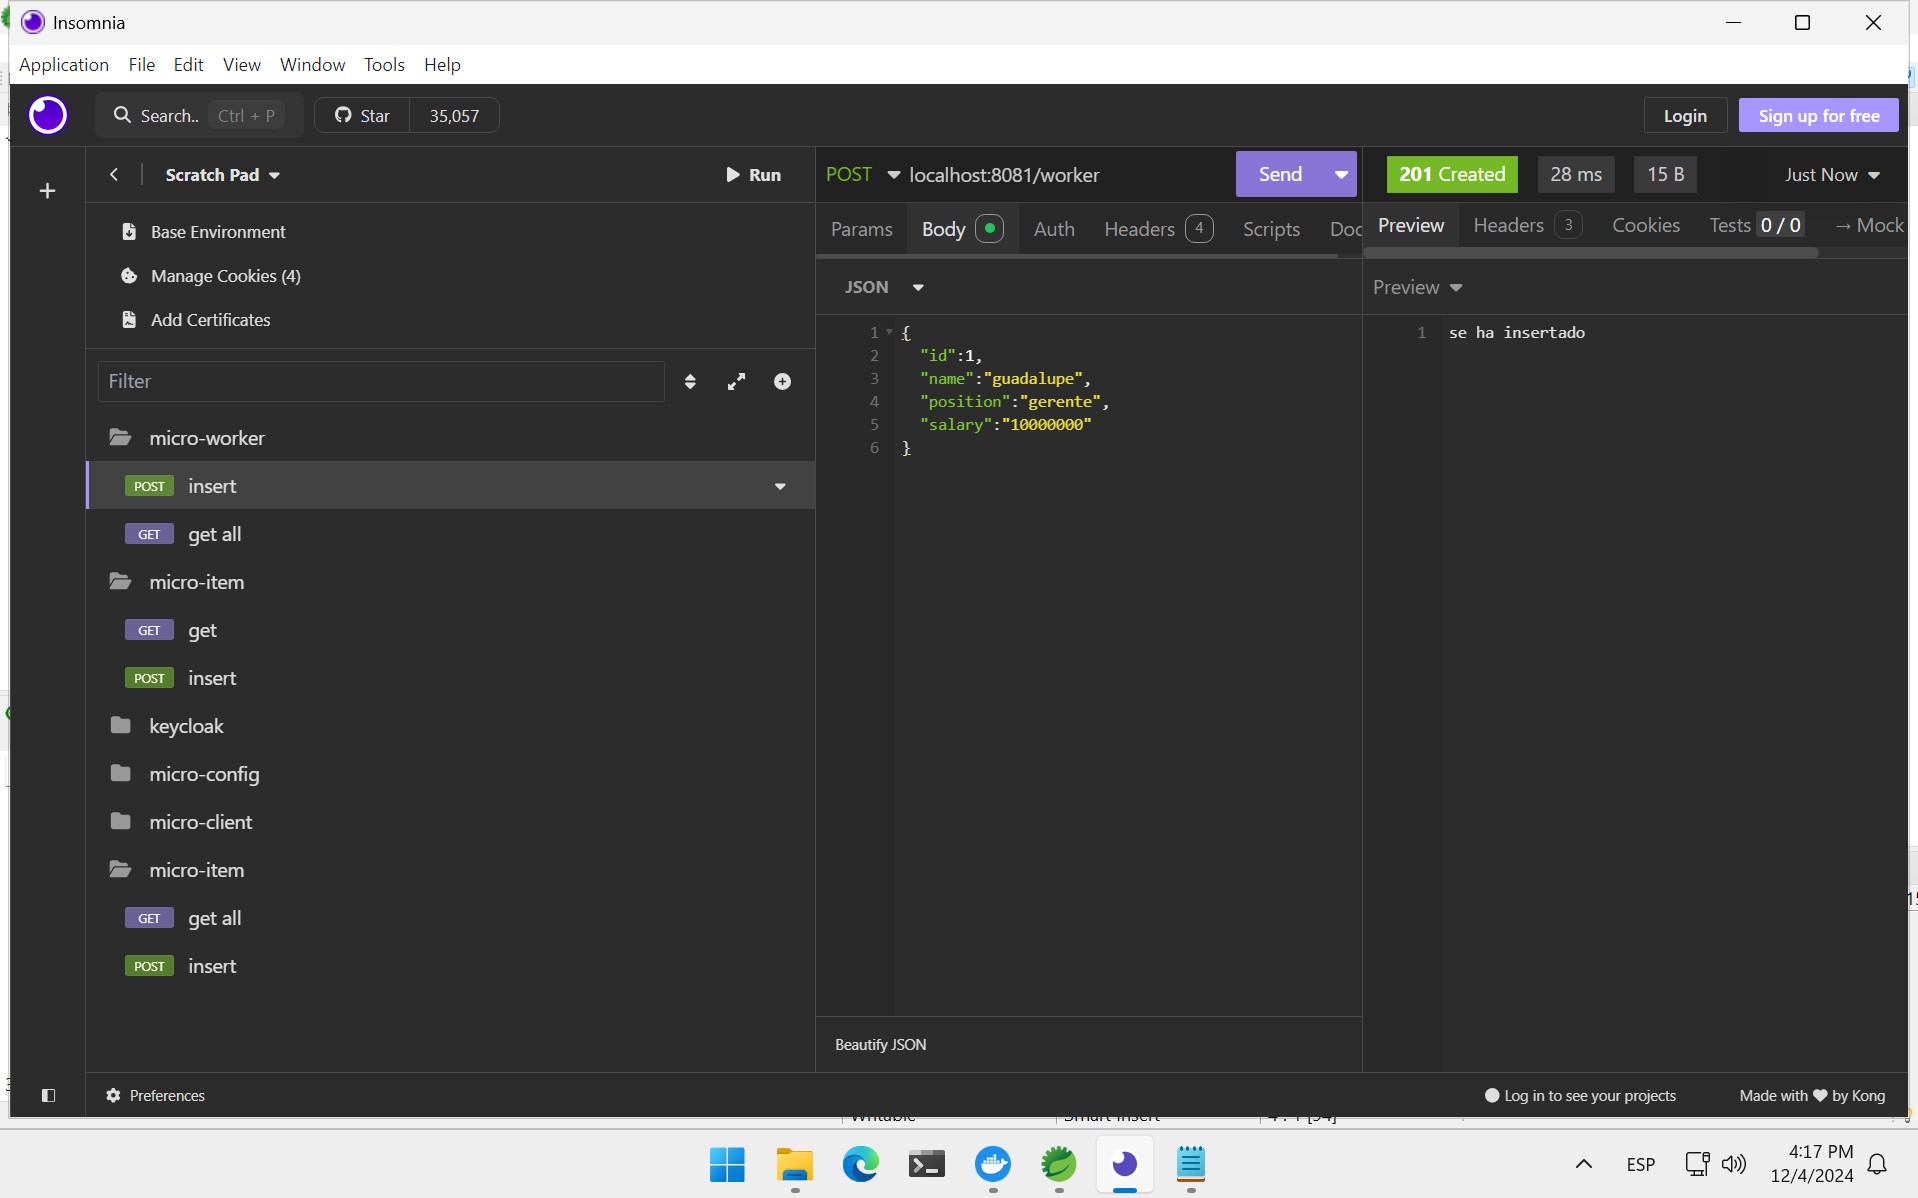 Insomnia
Application File Edit View Window Tools Help
Search.. Ctrl + P Star 35,057 Login Sign up for free
Scratch Pad Run
Base Environment
Manage Cookies (4)
Add Certificates
Filter
micro-worker
POST insert
GET get all
micro-item
GET get
POST insert
keycloak
micro-config
micro-client
micro-item
GET get all
POST insert
Preferences
POST localhost:8081/worker Send
Params Body Auth Headers 4 Scripts Doc
JSON
1 {
2 "id":1,
3 "name":"guadalupe",
4 "position":"gerente",
5 "salary":"10000000"
6 }
Beautify JSON
201 Created 28 ms 15 B Just Now
Preview Headers 3 Cookies Tests 0 / 0 → Mock
Preview
1 se ha insertado
Log in to see your projects Made with ♥ by Kong
ESP
4:17 PM
12/4/2024